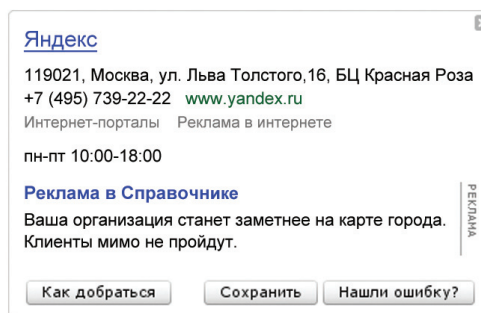 Яндекс
119021, Москва, ул. Льва Толстого,16, БЦ Красная Роза
+7 (495) 739-22-22 www.yandex.ru
Интернет-порталы Реклама в интернете
пн-пт 10:00-18:00
Реклама в Справочнике
Ваша организация станет заметнее на карте города.
Клиенты мимо не пройдут.
РЕКЛАМА
Как добраться Сохранить Нашли ошибку?